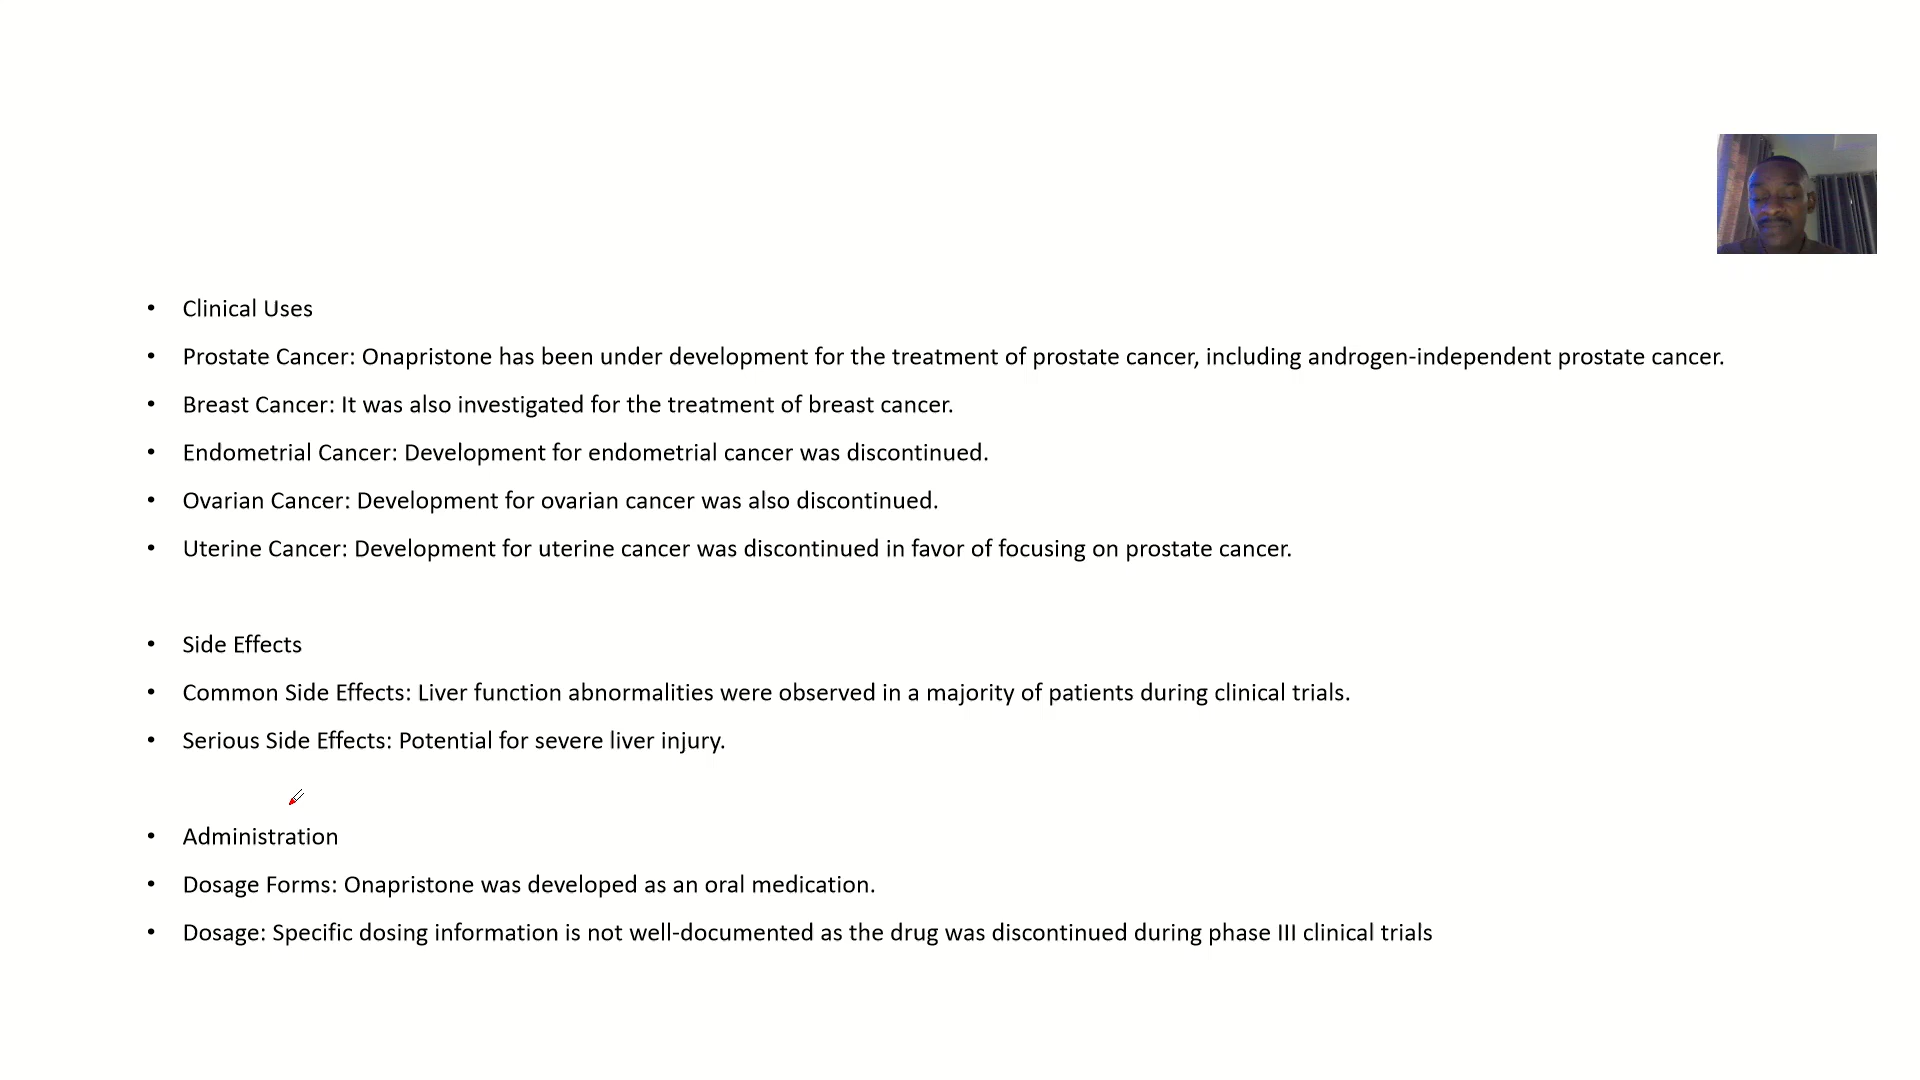 • Clinical Uses
• Prostate Cancer: Onapristone has been under development for the treatment of prostate cancer, including androgen-independent prostate cancer.
• Breast Cancer: It was also investigated for the treatment of breast cancer.
• Endometrial Cancer: Development for endometrial cancer was discontinued.
• Ovarian Cancer: Development for ovarian cancer was also discontinued.
• Uterine Cancer: Development for uterine cancer was discontinued in favor of focusing on prostate cancer.
• Side Effects
• Common Side Effects: Liver function abnormalities were observed in a majority of patients during clinical trials.
• Serious Side Effects: Potential for severe liver injury.
• Administration
• Dosage Forms: Onapristone was developed as an oral medication.
• Dosage: Specific dosing information is not well-documented as the drug was discontinued during phase III clinical trials